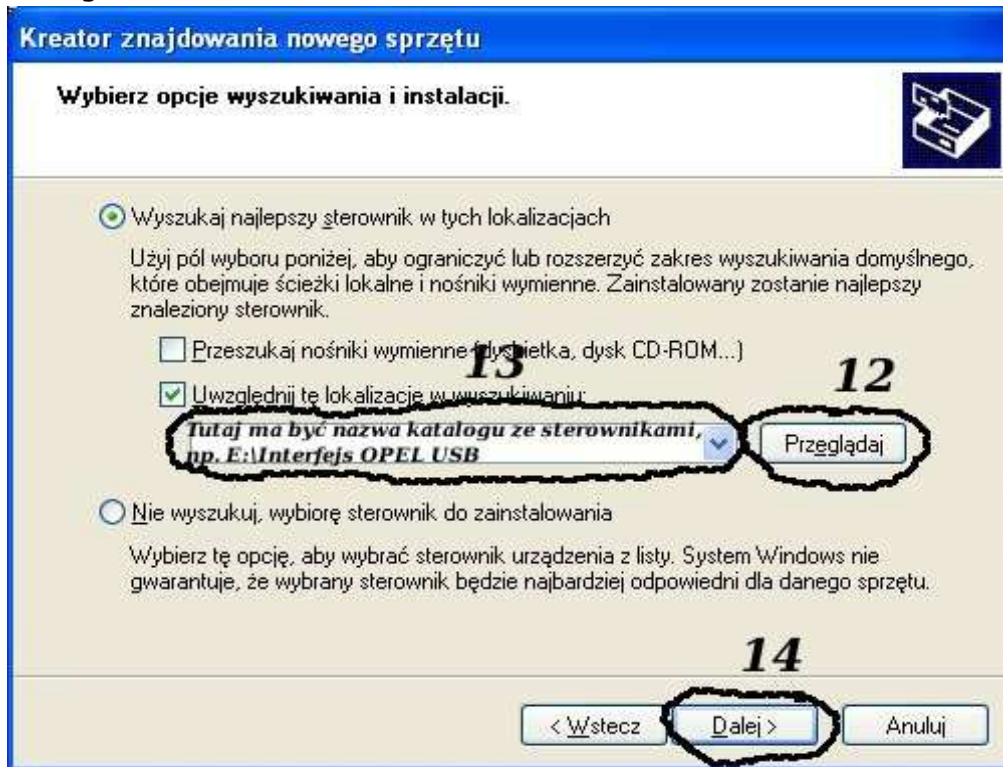 Kreator znajdowania nowego sprzętu
Wybierz opcje wyszukiwania i instalacji.
Wyszukaj najlepszy sterownik w tych lokalizacjach
Użyj pól wyboru poniżej, aby ograniczyć lub rozszerzyć zakres wyszukiwania domyślnego,
które obejmuje ścieżki lokalne i nośniki wymienne. Zainstalowany zostanie najlepszy
znaleziony sterownik.
Przeszukaj nośniki wymienne (dyskietka, dysk CD-ROM...)
13
12
Uwzględnij tę lokalizację w wyszukiwaniu:
Tutaj ma być nazwa katalogu ze sterownikami,
np. E:\Interfejs OPEL USB
Przeglądaj
Nie wyszukuj, wybiorę sterownik do zainstalowania
Wybierz tę opcję, aby wybrać sterownik urządzenia z listy. System Windows nie
gwarantuje, że wybrany sterownik będzie najbardziej odpowiedni dla danego sprzętu.
14
< Wstecz
Dalej >
Anuluj